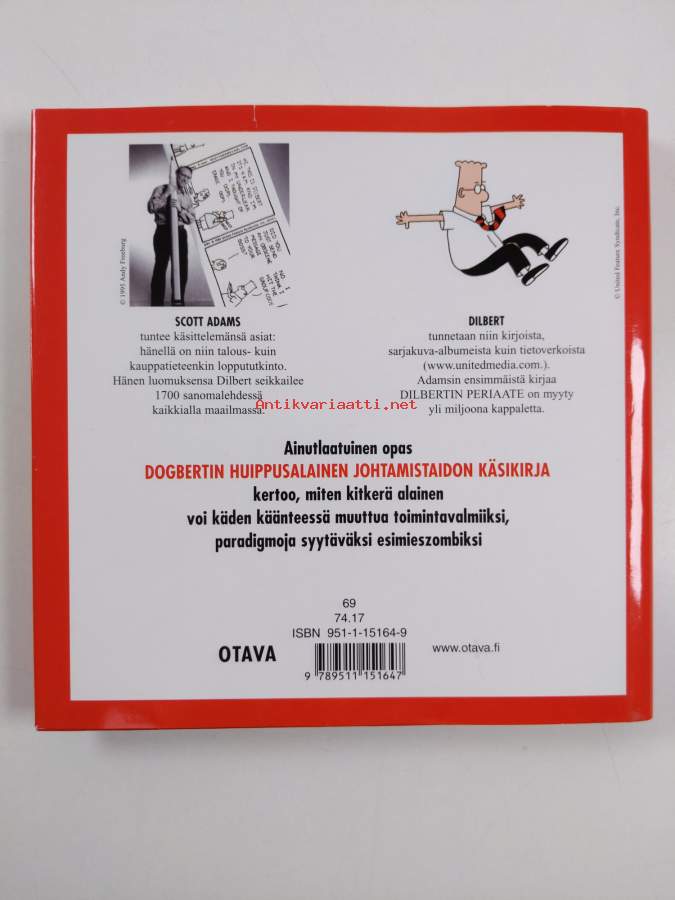 © 1995 Andy Freeberg
© United Feature Syndicate, Inc.
SCOTT ADAMS
tuntee käsittelemänsä asiat:
hänellä on niin talous- kuin
kauppatieteenkin loppututkinto.
Hänen luomuksensa Dilbert seikkailee
1700 sanomalehdessä
kaikkialla maailmassa.
DILBERT
tunnetaan niin kirjoista,
sarjakuva-albumeista kuin tietoverkoista
(www.unitedmedia.com.).
Adamsin ensimmäistä kirjaa
DILBERTIN PERIAATE on myyty
yli miljoona kappaletta.
Antikvariaatti.net
Ainutlaatuinen opas
DOGBERTIN HUIPPUSALAINEN JOHTAMISTAIDON KÄSIKIRJA
kertoo, miten kitkerä alainen
voi käden käänteessä muuttua toimintavalmiiksi,
paradigmoja syytäväksi esimieszombiksi
69
74.17
ISBN 951-1-15164-9
OTAVA
www.otava.fi
9 789511 151647